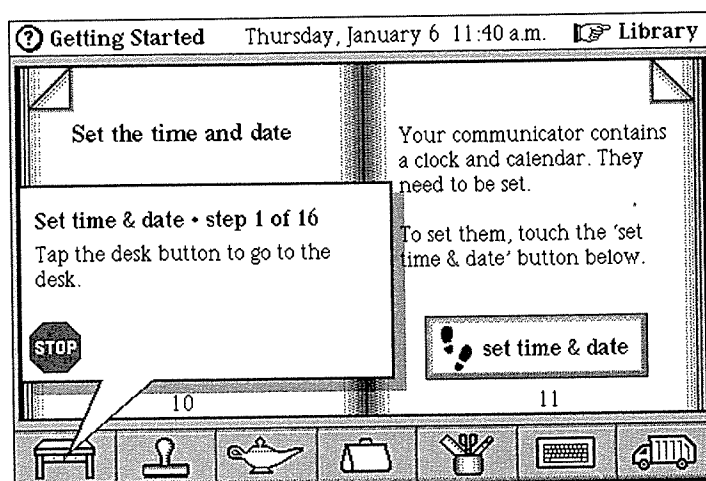 ? Getting Started Thursday, January 6 11:40 a.m. Library
Set the time and date
Set time & date • step 1 of 16
Tap the desk button to go to the
desk.
STOP
10
Your communicator contains
a clock and calendar. They
need to be set.
To set them, touch the ‘set
time & date’ button below.
set time & date
11